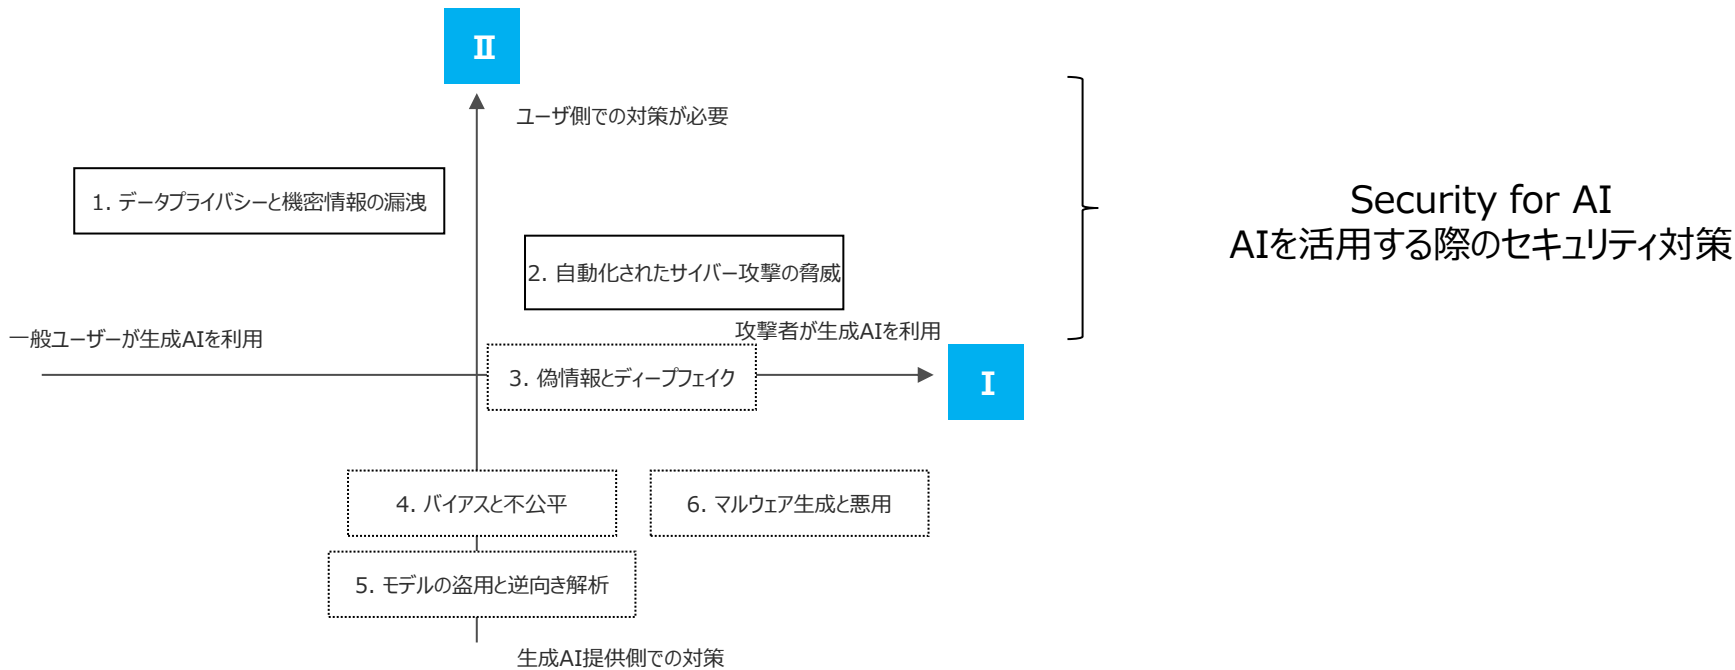 II
ユーザ側での対策が必要
1. データプライバシーと機密情報の漏洩
Security for AI
AIを活用する際のセキュリティ対策
2. 自動化されたサイバー攻撃の脅威
一般ユーザーが生成AIを利用
攻撃者が生成AIを利用
3. 偽情報とディープフェイク
I
4. バイアスと不公平
6. マルウェア生成と悪用
5. モデルの盗用と逆向き解析
生成AI提供側での対策